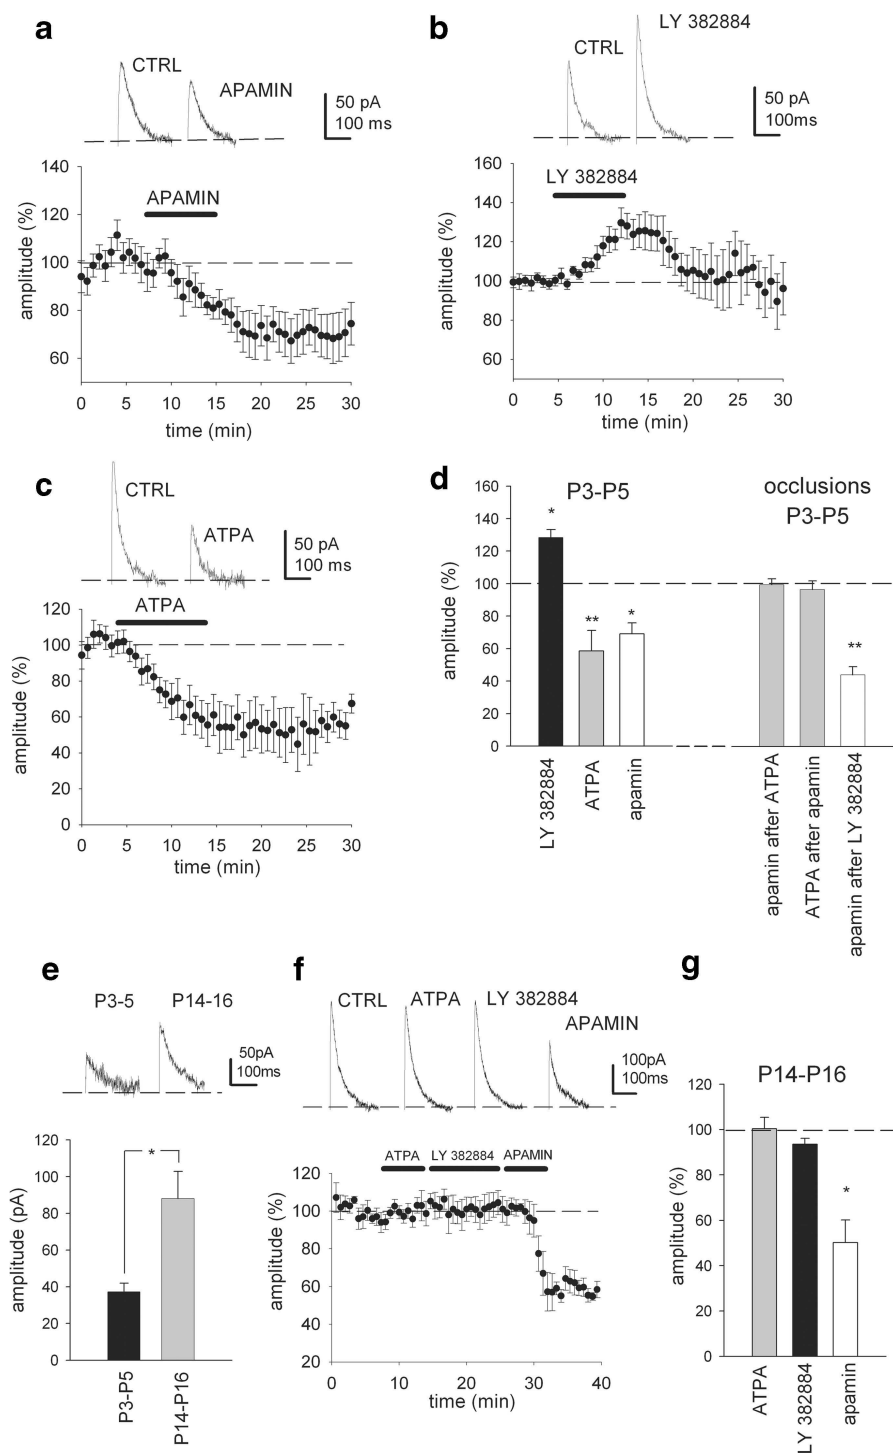 a
CTRL
APAMIN
50 pA
100 ms
140
120
100
80
60
APAMIN
amplitude (%)
0 5 10 15 20 25 30
time (min)
b
LY 382884
CTRL
50 pA
100ms
160
140
120
100
80
60
LY 382884
amplitude (%)
0 5 10 15 20 25 30
time (min)
c
CTRL
ATPA
50 pA
100 ms
120
100
80
60
40
20
0
ATPA
amplitude (%)
0 5 10 15 20 25 30
time (min)
d
160
140
120
100
80
60
40
20
0
amplitude (%)
P3-P5
occlusions
P3-P5
*
**
*
**
LY 382884
ATPA
apamin
apamin after ATPA
ATPA after apamin
apamin after LY 382884
e
P3-5
P14-16
50pA
100ms
120
100
80
60
40
20
0
amplitude (pA)
*
P3-P5
P14-P16
f
CTRL
ATPA
LY 382884
APAMIN
100pA
100ms
120
100
80
60
40
20
ATPA
LY 382884
APAMIN
amplitude (%)
0 10 20 30 40
time (min)
g
P14-P16
120
100
80
60
40
20
0
amplitude (%)
*
ATPA
LY 382884
apamin